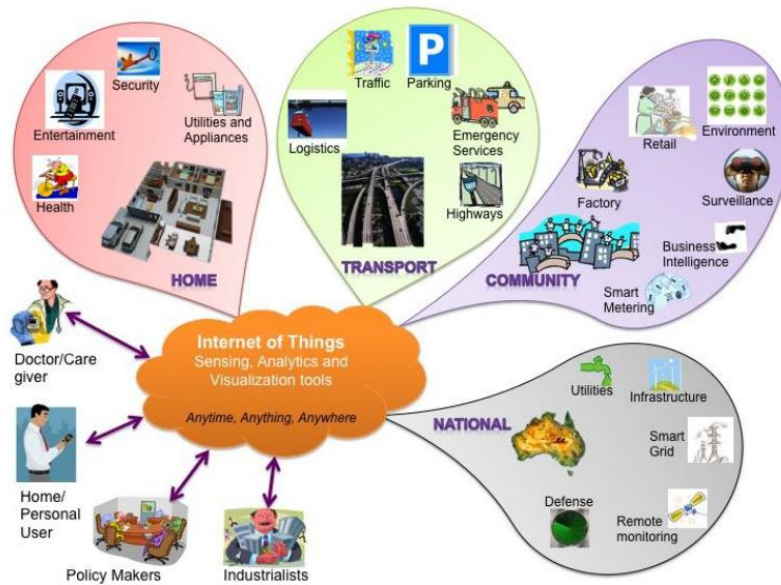 Security
Entertainment
Utilities and
Appliances
Health
HOME
Traffic
P
Parking
Logistics
Emergency
Services
Highways
TRANSPORT
Retail
Environment
Factory
Surveillance
Business
Intelligence
COMMUNITY
Smart
Metering
Internet of Things
Sensing, Analytics and
Visualization tools
Anytime, Anything, Anywhere
Doctor/Care
giver
Home/
Personal
User
Policy Makers
Industrialists
NATIONAL
Utilities
Infrastructure
Smart
Grid
Defense
Remote
monitoring